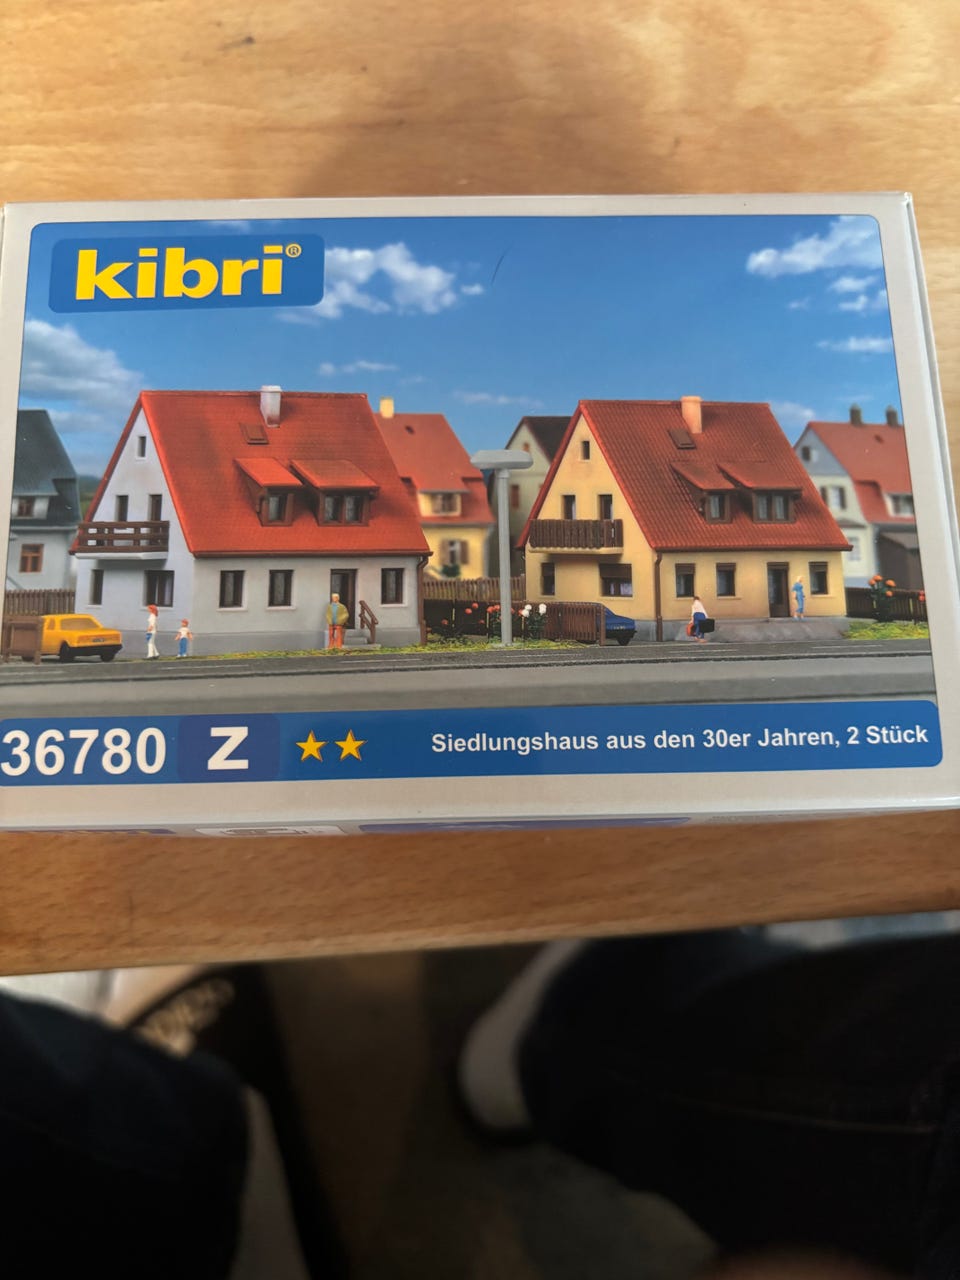 kibri®
36780 Z Siedlungshaus aus den 30er Jahren, 2 Stück